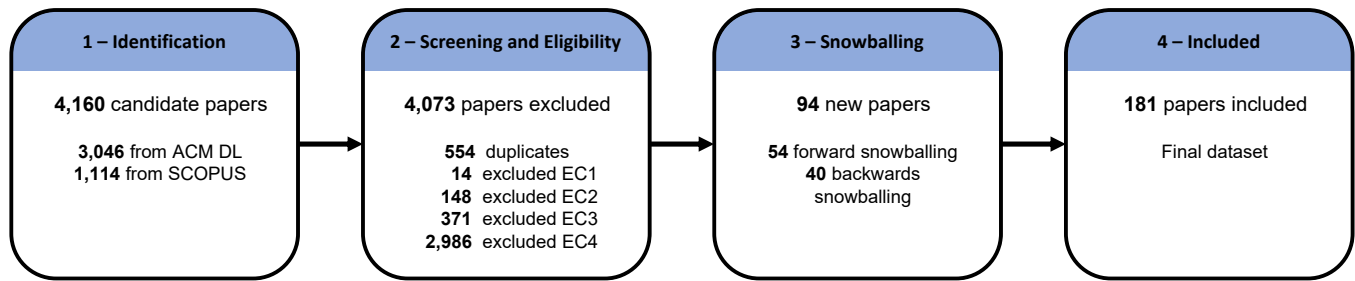 1 – Identification
4,160 candidate papers
3,046 from ACM DL
1,114 from SCOPUS
2 – Screening and Eligibility
4,073 papers excluded
554 duplicates
14 excluded EC1
148 excluded EC2
371 excluded EC3
2,986 excluded EC4
3 – Snowballing
94 new papers
54 forward snowballing
40 backwards
snowballing
4 – Included
181 papers included
Final dataset